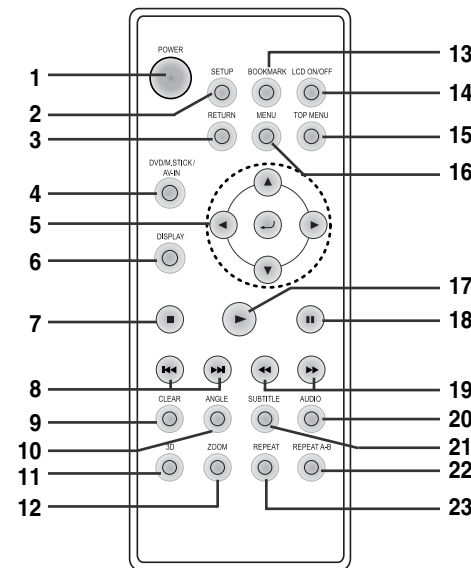 POWER
1
SETUP BOOKMARK LCD ON/OFF
13
2
14
RETURN MENU TOP MENU
3
15
DVD/M.STICK/
AV-IN
16
4
5
DISPLAY
6
17
7
18
8
19
CLEAR ANGLE SUBTITLE AUDIO
9
20
10
21
3D ZOOM REPEAT REPEAT A-B
11
22
12
23